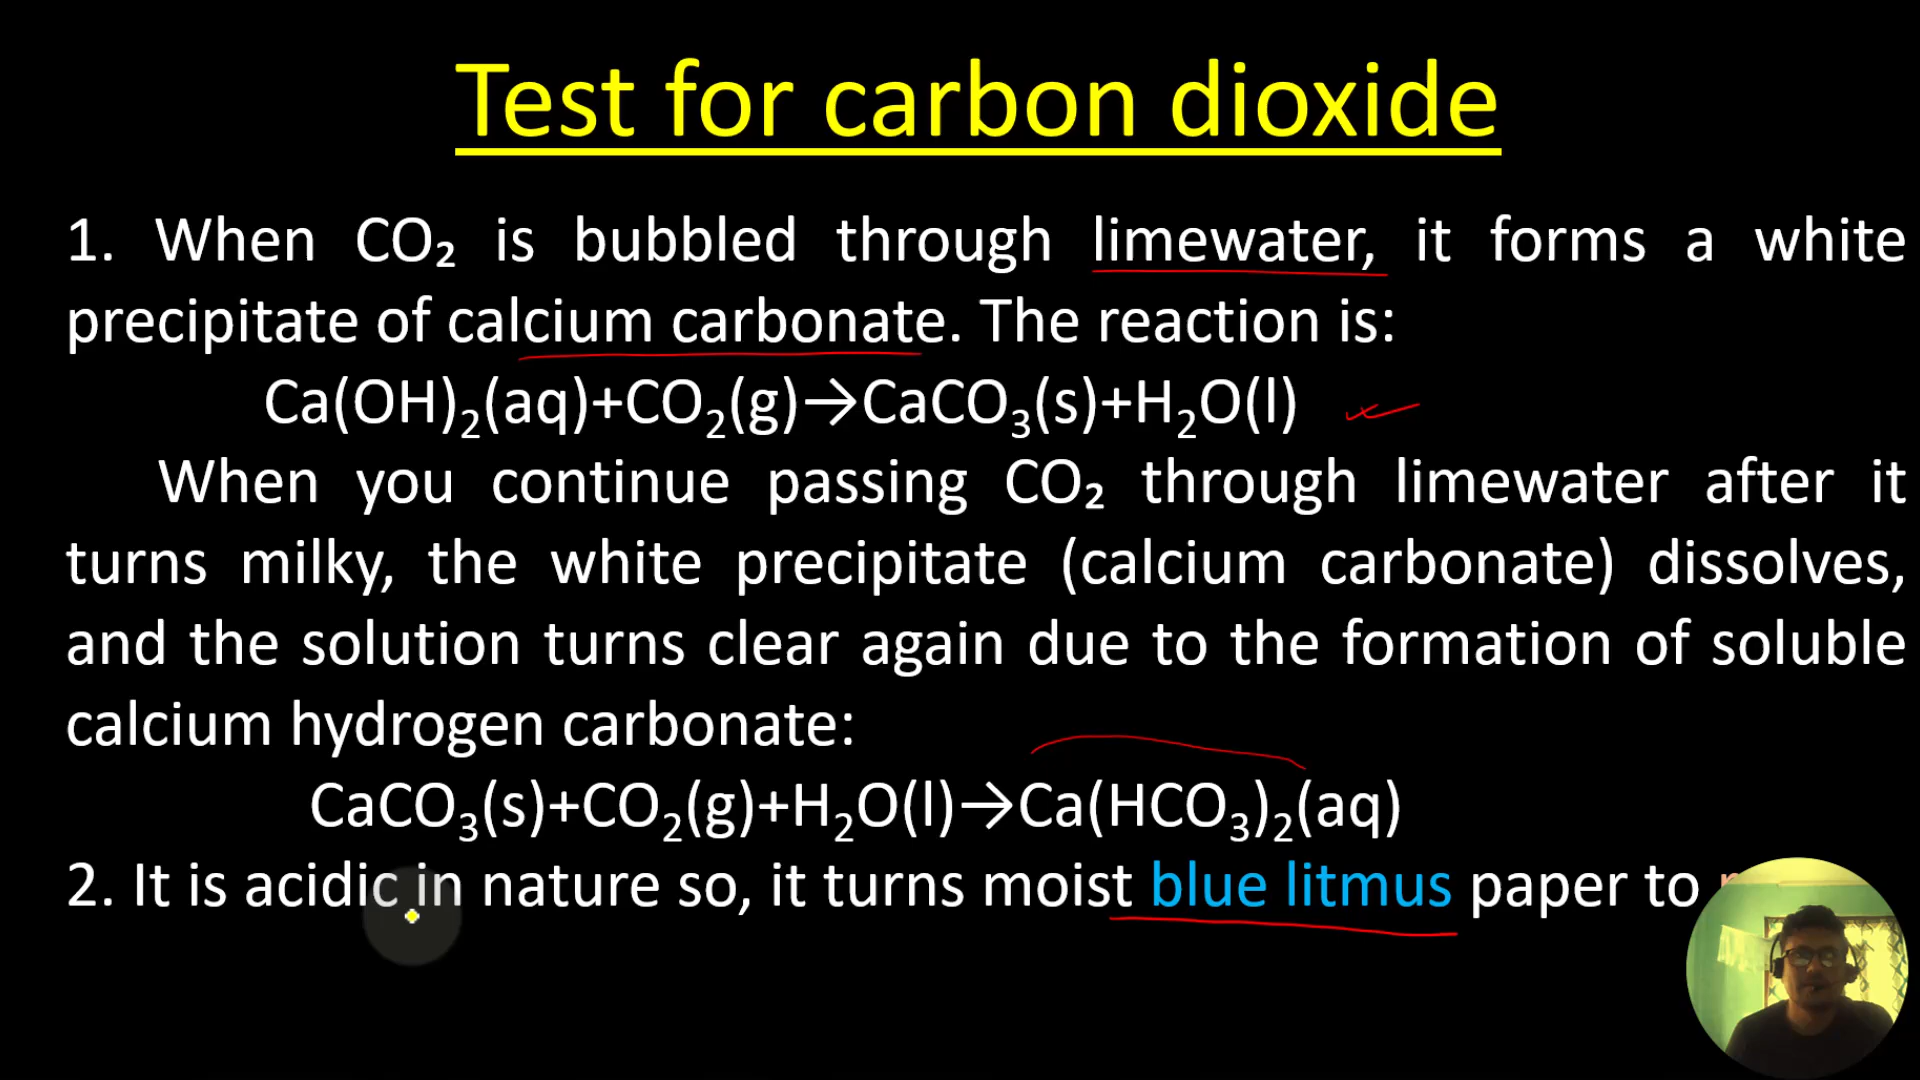 Test for carbon dioxide
1. When CO₂ is bubbled through limewater, it forms a white
precipitate of calcium carbonate. The reaction is:
Ca(OH)₂(aq)+CO₂(g)→CaCO₃(s)+H₂O(l)
When you continue passing CO₂ through limewater after it
turns milky, the white precipitate (calcium carbonate) dissolves,
and the solution turns clear again due to the formation of soluble
calcium hydrogen carbonate:
CaCO₃(s)+CO₂(g)+H₂O(l)→Ca(HCO₃)₂(aq)
2. It is acidic in nature so, it turns moist blue litmus paper to